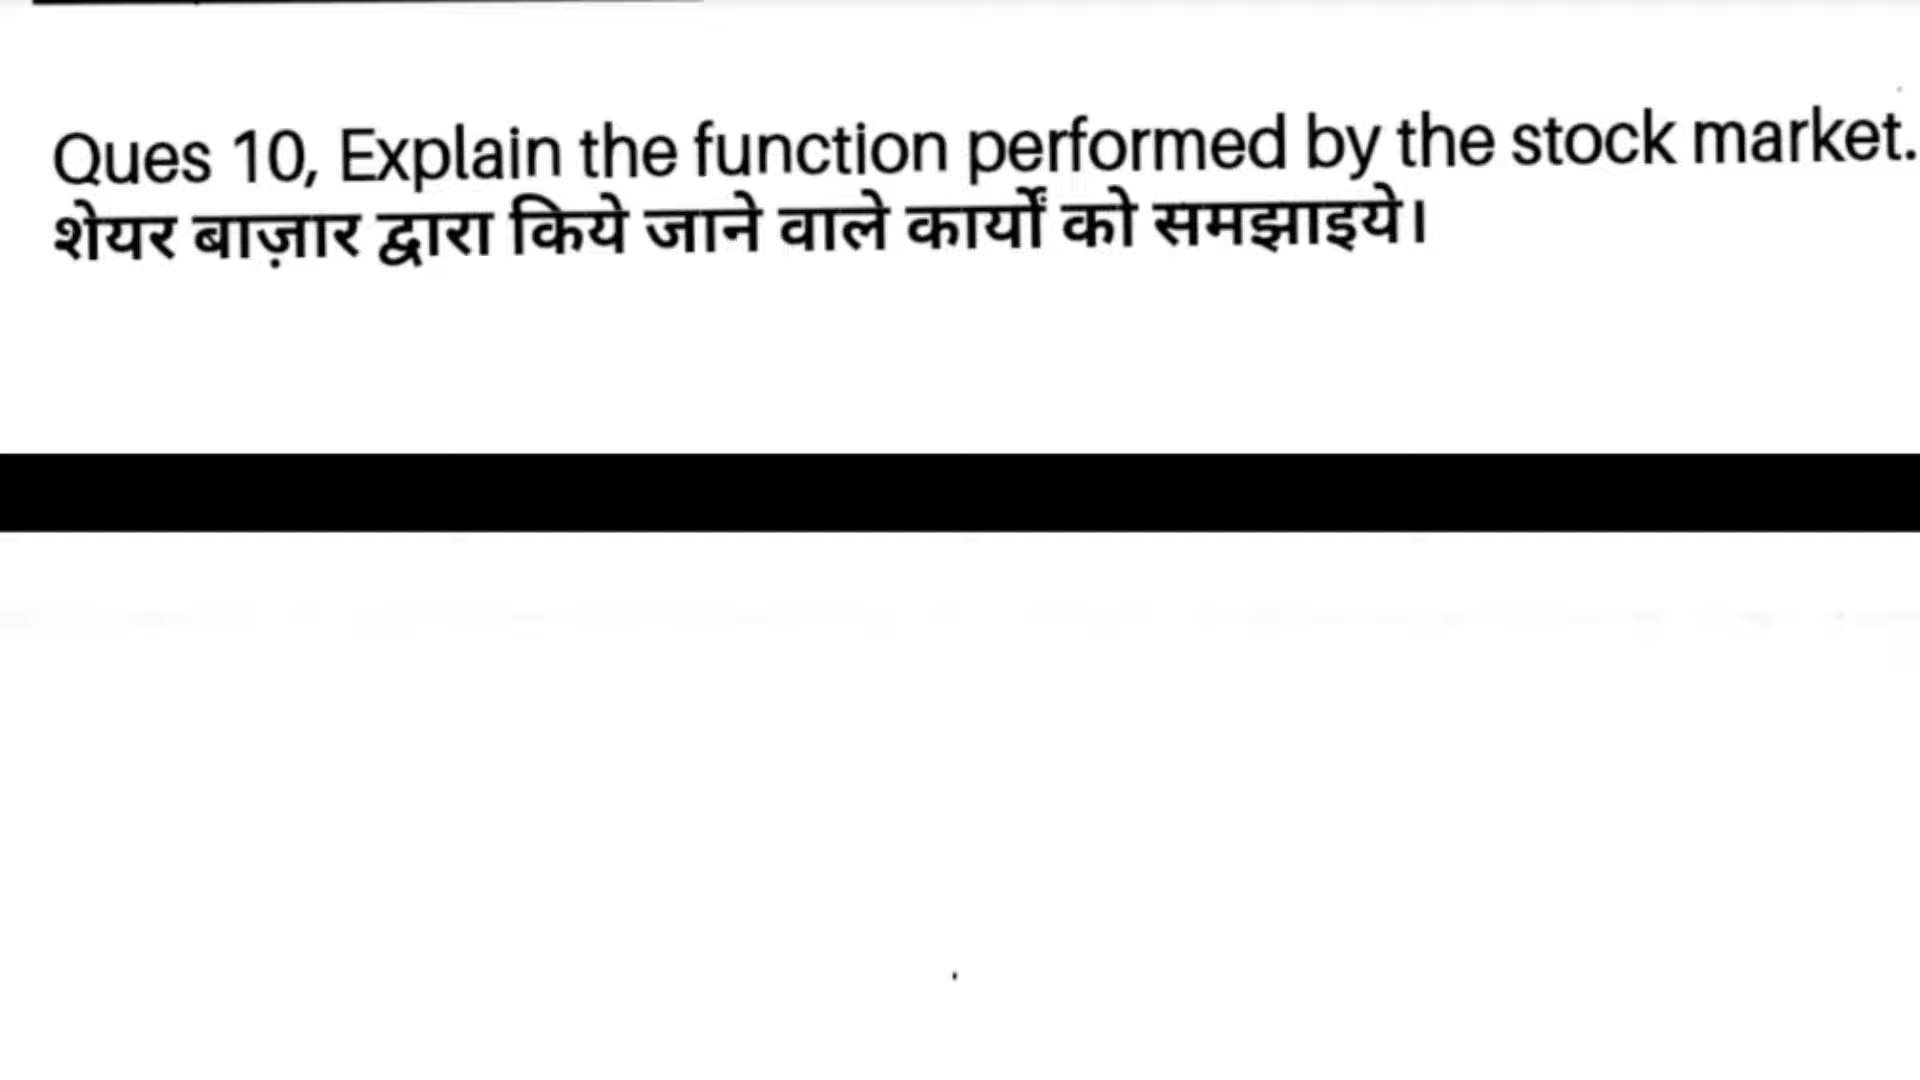 Ques 10, Explain the function performed by the stock market.
शेयर बाज़ार द्वारा किये जाने वाले कार्यों को समझाइये।